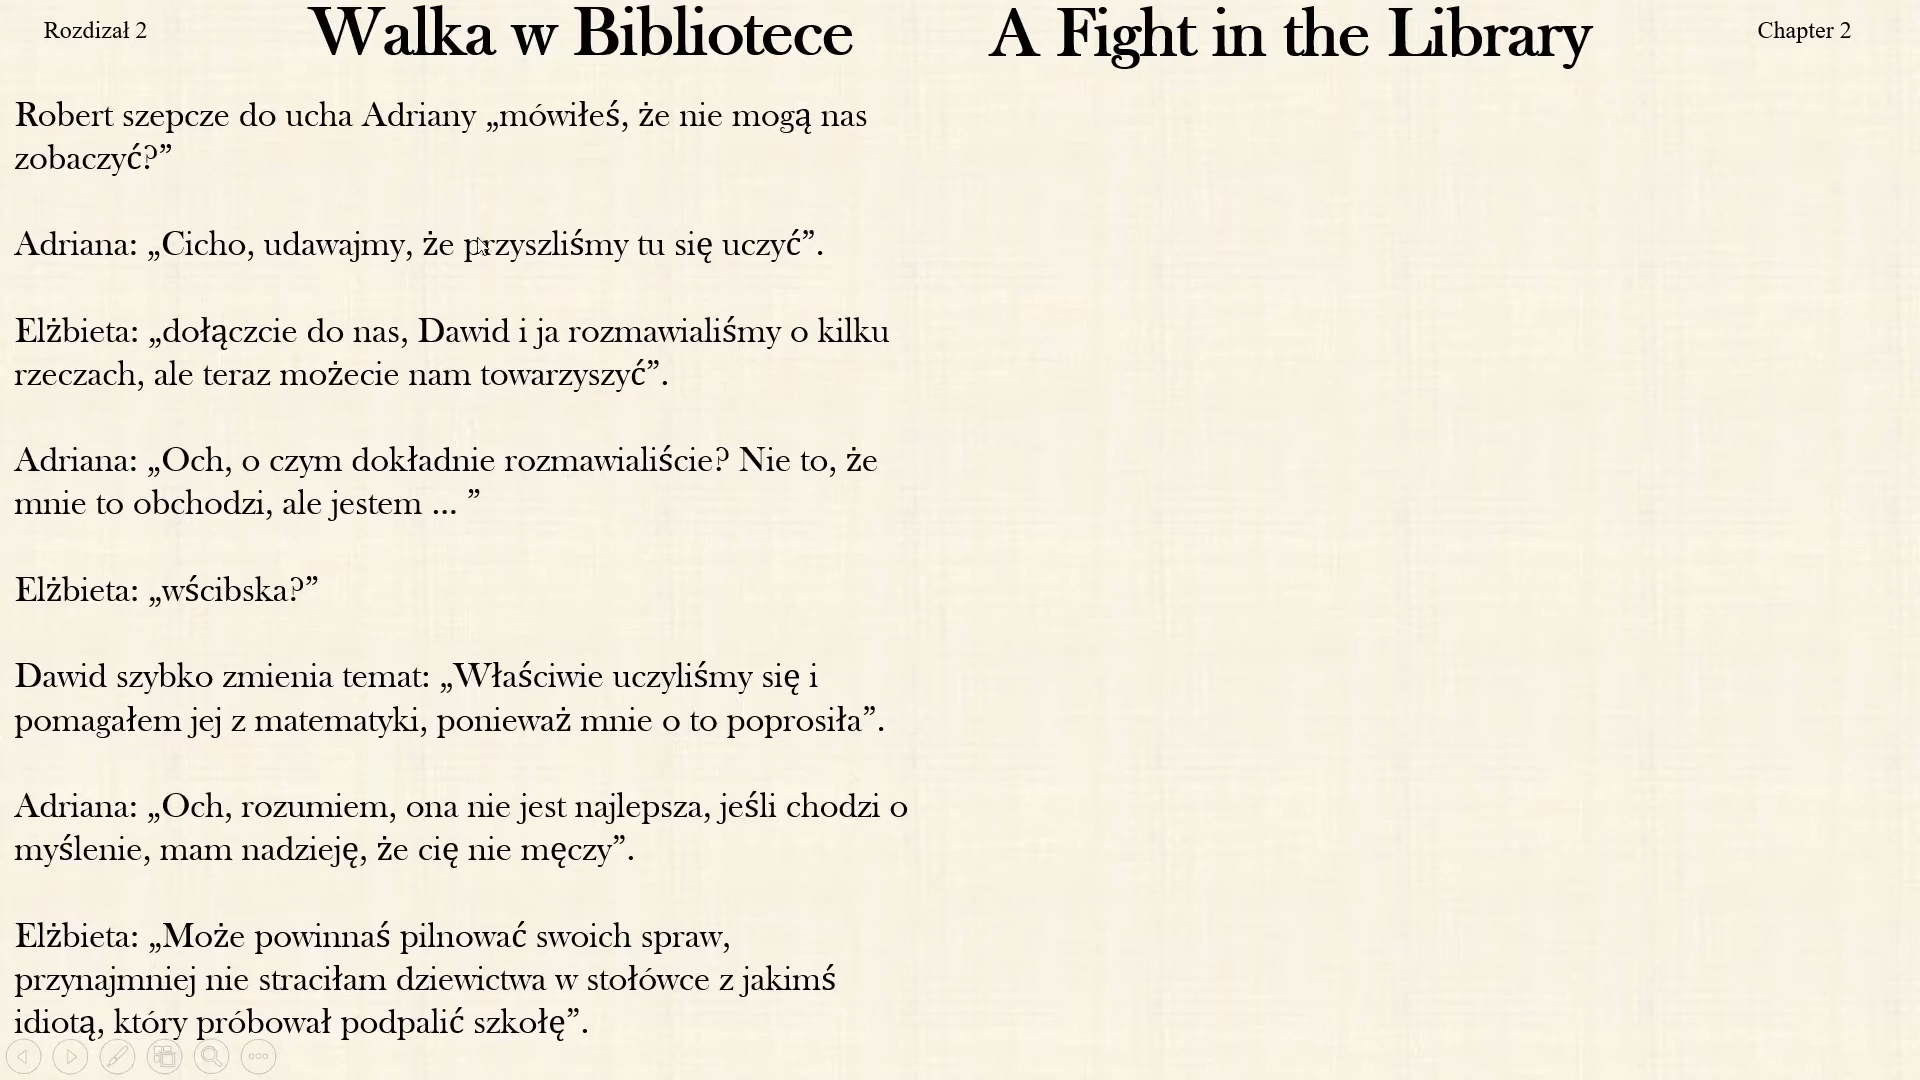 Rozdizał 2
Walka w Bibliotece
A Fight in the Library
Chapter 2
Robert szepcze do ucha Adriany „mówiłeś, że nie mogą nas
zobaczyć?”
Adriana: „Cicho, udawajmy, że przyszliśmy tu się uczyć”.
Elżbieta: „dołączcie do nas, Dawid i ja rozmawialiśmy o kilku
rzeczach, ale teraz możecie nam towarzyszyć”.
Adriana: „Och, o czym dokładnie rozmawialiście? Nie to, że
mnie to obchodzi, ale jestem ... ”
Elżbieta: „wścibska?”
Dawid szybko zmienia temat: „Właściwie uczyliśmy się i
pomagałem jej z matematyki, ponieważ mnie o to poprosiła”.
Adriana: „Och, rozumiem, ona nie jest najlepsza, jeśli chodzi o
myślenie, mam nadzieję, że cię nie męczy”.
Elżbieta: „Może powinnaś pilnować swoich spraw,
przynajmniej nie straciłam dziewictwa w stołówce z jakimś
idiotą, który próbował podpalić szkołę”.